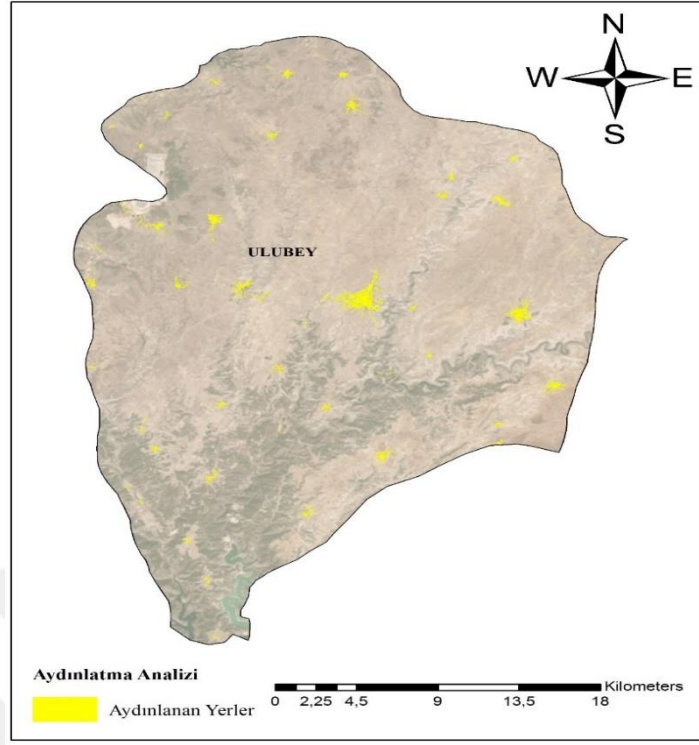 N
W E
S
ULUBEY
Aydınlatma Analizi
Aydınlanan Yerler
Kilometers
0 2,25 4,5 9 13,5 18